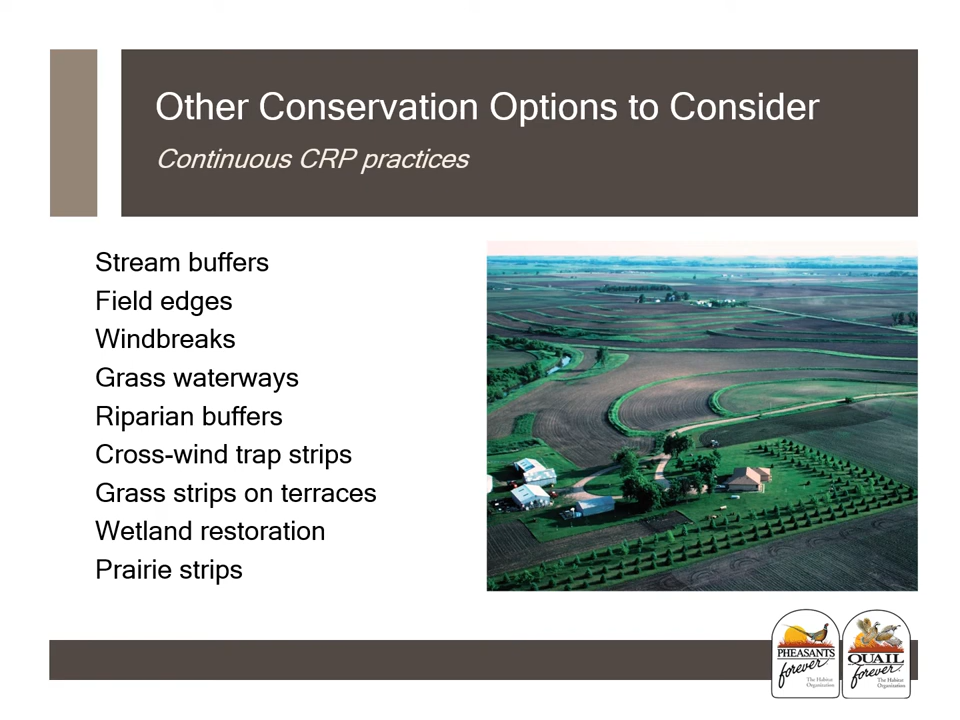 Other Conservation Options to Consider
Continuous CRP practices
Stream buffers
Field edges
Windbreaks
Grass waterways
Riparian buffers
Cross-wind trap strips
Grass strips on terraces
Wetland restoration
Prairie strips
PHEASANTS
forever
The Habitat
Organization
QUAIL
forever
The Habitat
Organization